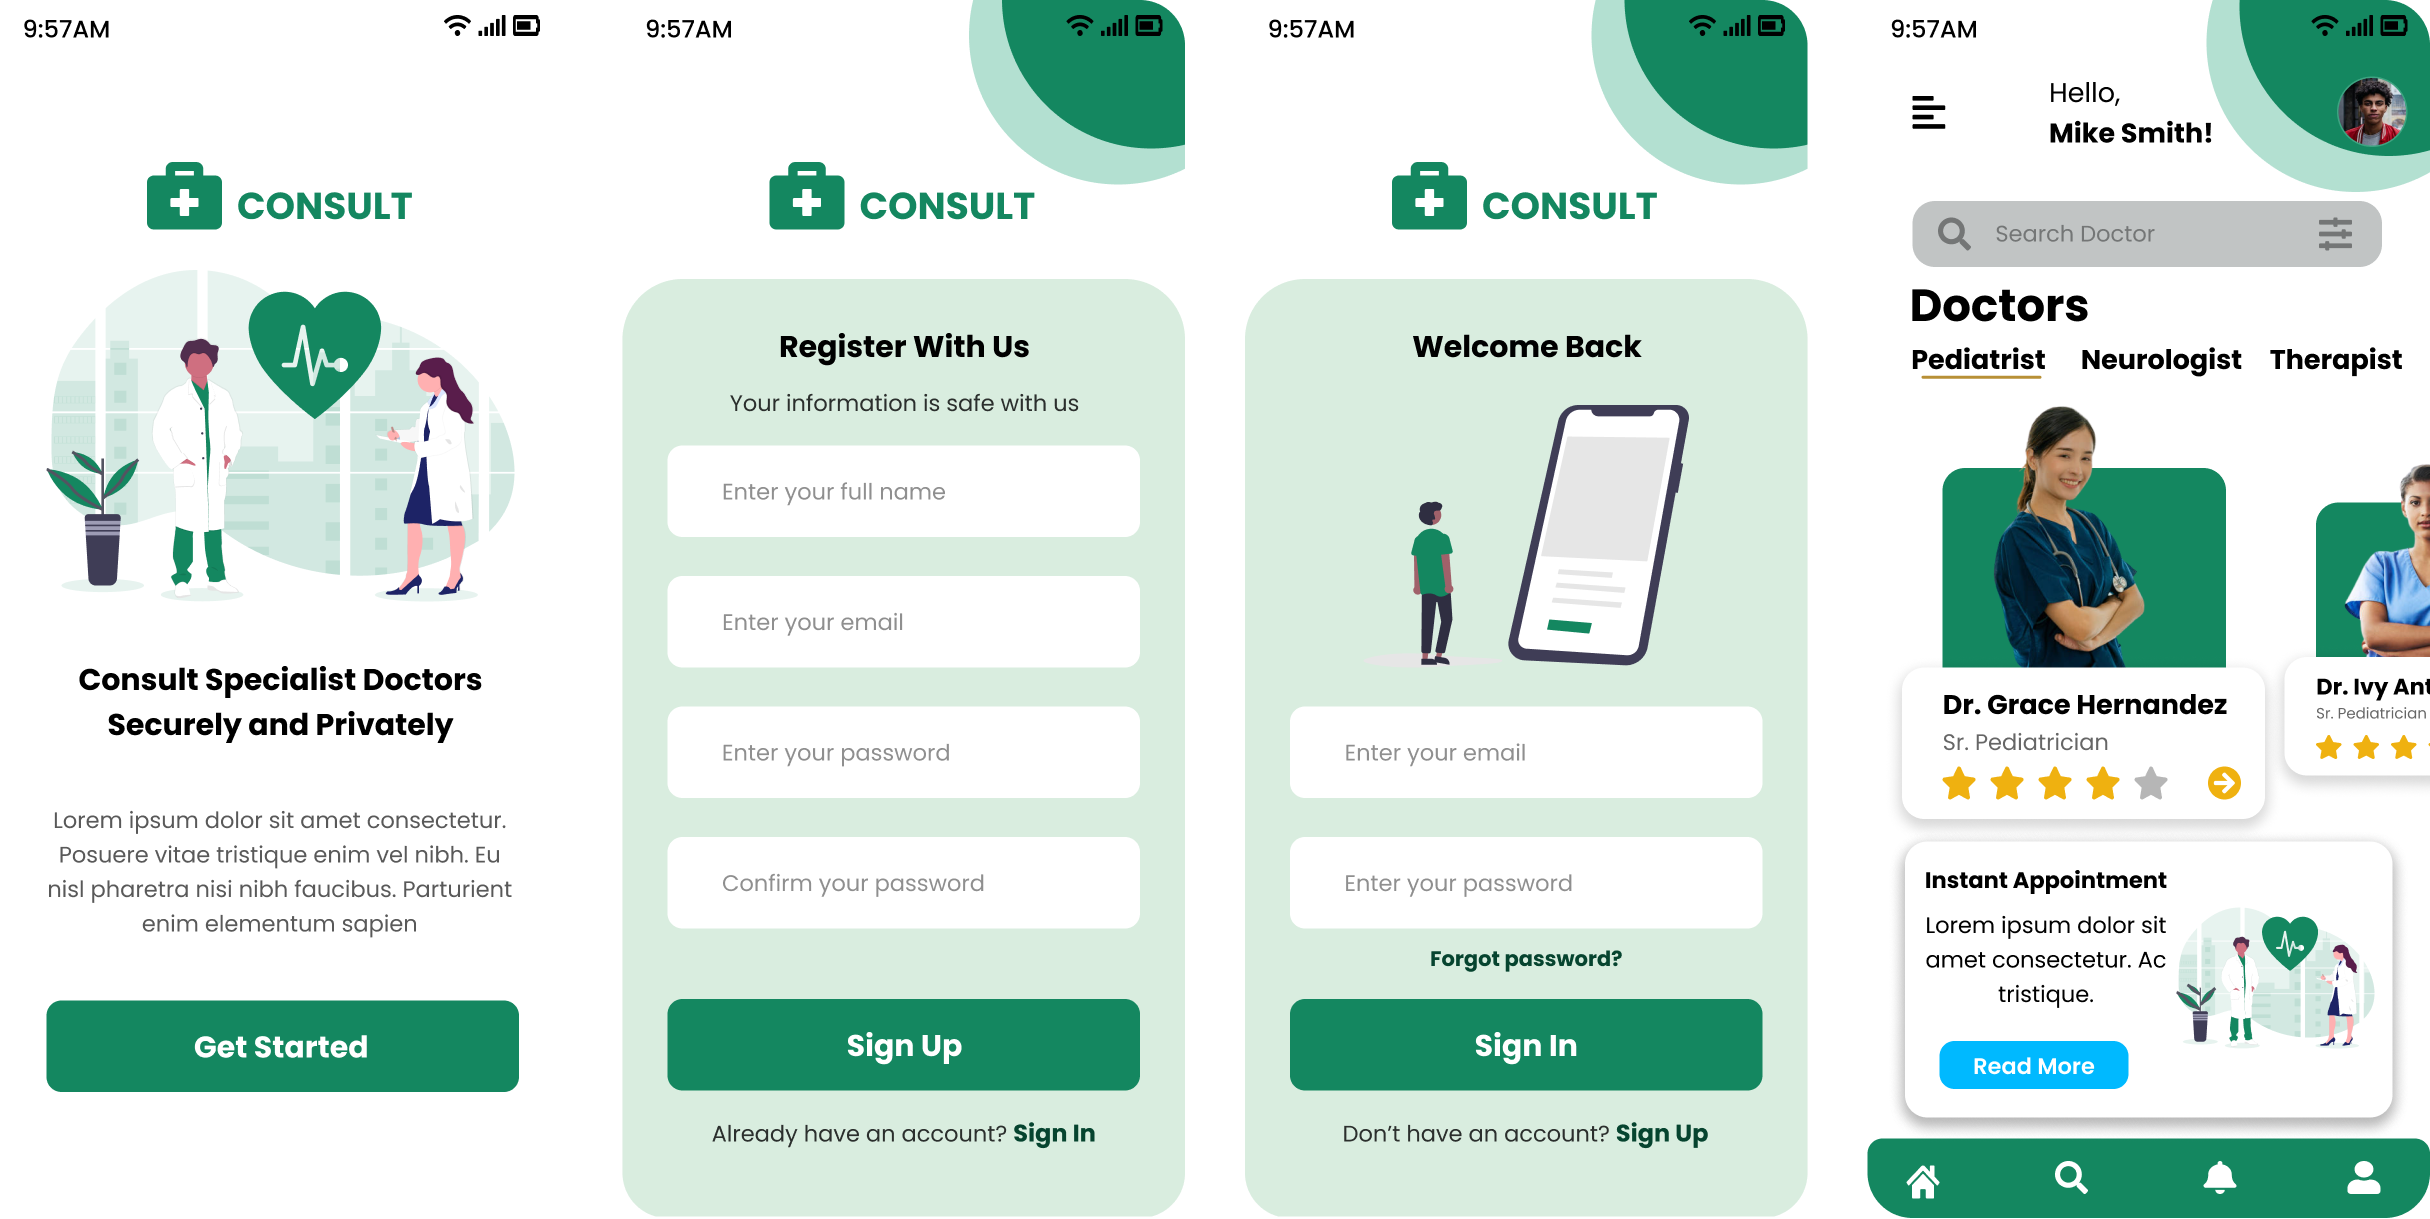 9:57AM
CONSULT
Consult Specialist Doctors
Securely and Privately
Lorem ipsum dolor sit amet consectetur.
Posuere vitae tristique enim vel nibh. Eu
nisl pharetra nisi nibh faucibus. Parturient
enim elementum sapien
Get Started
9:57AM
CONSULT
Register With Us
Your information is safe with us
Enter your full name
Enter your email
Enter your password
Confirm your password
Sign Up
Already have an account? Sign In
9:57AM
CONSULT
Welcome Back
Enter your email
Enter your password
Forgot password?
Sign In
Don't have an account? Sign Up
9:57AM
Hello,
Mike Smith!
Search Doctor
Doctors
Pediatrist Neurologist Therapist
Dr. Grace Hernandez
Sr. Pediatrician
Dr. Ivy Ant
Sr. Pediatrician
Instant Appointment
Lorem ipsum dolor sit
amet consectetur. Ac
tristique.
Read More